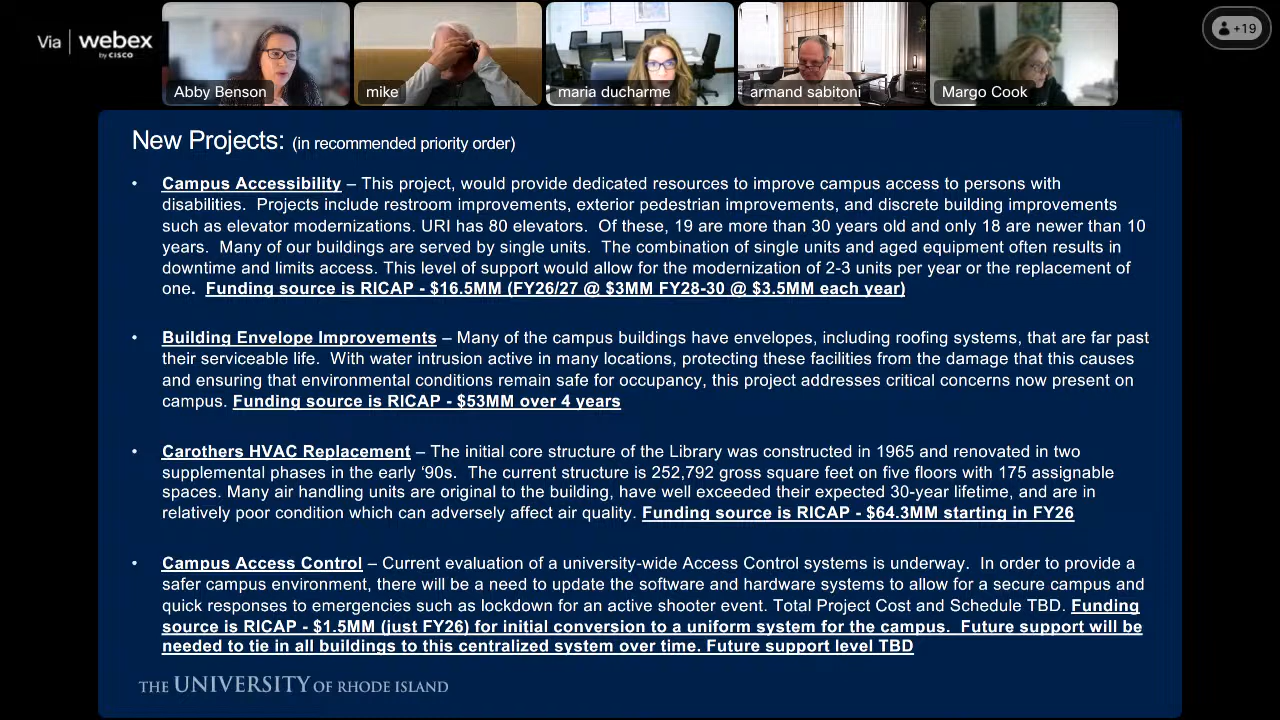 Via | webex
by CISCO
Abby Benson
mike
maria ducharme
armand sabitoni
Margo Cook
+19
New Projects: (in recommended priority order)
• Campus Accessibility – This project, would provide dedicated resources to improve campus access to persons with
disabilities. Projects include restroom improvements, exterior pedestrian improvements, and discrete building improvements
such as elevator modernizations. URI has 80 elevators. Of these, 19 are more than 30 years old and only 18 are newer than 10
years. Many of our buildings are served by single units. The combination of single units and aged equipment often results in
downtime and limits access. This level of support would allow for the modernization of 2-3 units per year or the replacement of
one. Funding source is RICAP - $16.5MM (FY26/27 @ $3MM FY28-30 @ $3.5MM each year)
• Building Envelope Improvements – Many of the campus buildings have envelopes, including roofing systems, that are far past
their serviceable life. With water intrusion active in many locations, protecting these facilities from the damage that this causes
and ensuring that environmental conditions remain safe for occupancy, this project addresses critical concerns now present on
campus. Funding source is RICAP - $53MM over 4 years
• Carothers HVAC Replacement – The initial core structure of the Library was constructed in 1965 and renovated in two
supplemental phases in the early ‘90s. The current structure is 252,792 gross square feet on five floors with 175 assignable
spaces. Many air handling units are original to the building, have well exceeded their expected 30-year lifetime, and are in
relatively poor condition which can adversely affect air quality. Funding source is RICAP - $64.3MM starting in FY26
• Campus Access Control – Current evaluation of a university-wide Access Control systems is underway. In order to provide a
safer campus environment, there will be a need to update the software and hardware systems to allow for a secure campus and
quick responses to emergencies such as lockdown for an active shooter event. Total Project Cost and Schedule TBD. Funding
source is RICAP - $1.5MM (just FY26) for initial conversion to a uniform system for the campus. Future support will be
needed to tie in all buildings to this centralized system over time. Future support level TBD
THE UNIVERSITY OF RHODE ISLAND